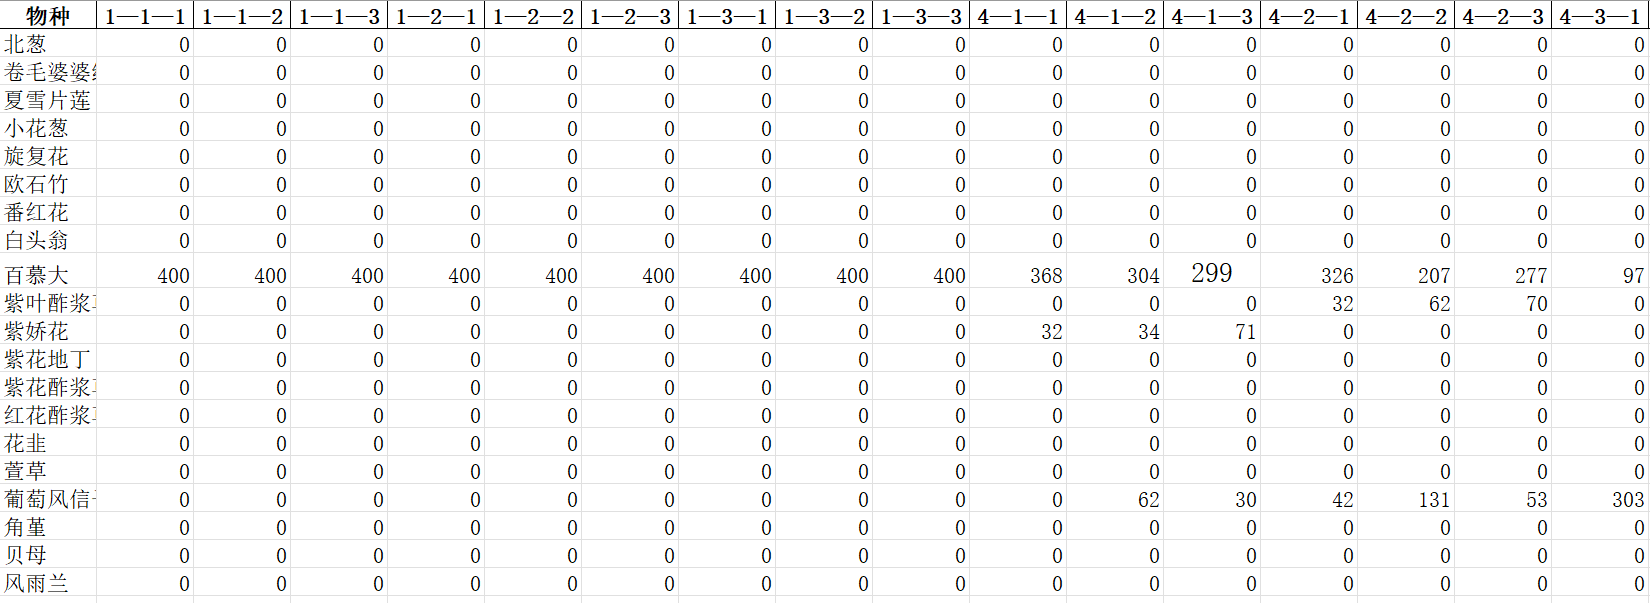 物种 1—1—1 1—1—2 1—1—3 1—2—1 1—2—2 1—2—3 1—3—1 1—3—2 1—3—3 4—1—1 4—1—2 4—1—3 4—2—1 4—2—2 4—2—3 4—3—1
北葱 0 0 0 0 0 0 0 0 0 0 0 0 0 0 0 0
卷毛婆婆 0 0 0 0 0 0 0 0 0 0 0 0 0 0 0 0
夏雪片莲 0 0 0 0 0 0 0 0 0 0 0 0 0 0 0 0
小花葱 0 0 0 0 0 0 0 0 0 0 0 0 0 0 0 0
旋复花 0 0 0 0 0 0 0 0 0 0 0 0 0 0 0 0
欧石竹 0 0 0 0 0 0 0 0 0 0 0 0 0 0 0 0
番红花 0 0 0 0 0 0 0 0 0 0 0 0 0 0 0 0
白头翁 0 0 0 0 0 0 0 0 0 0 0 0 0 0 0 0
百慕大 400 400 400 400 400 400 400 400 400 368 304 299 326 207 277 97
紫叶酢浆 0 0 0 0 0 0 0 0 0 0 0 0 32 62 70 0
紫娇花 0 0 0 0 0 0 0 0 0 32 34 71 0 0 0 0
紫花地丁 0 0 0 0 0 0 0 0 0 0 0 0 0 0 0 0
紫花酢浆 0 0 0 0 0 0 0 0 0 0 0 0 0 0 0 0
红花酢浆 0 0 0 0 0 0 0 0 0 0 0 0 0 0 0 0
花韭 0 0 0 0 0 0 0 0 0 0 0 0 0 0 0 0
萱草 0 0 0 0 0 0 0 0 0 0 0 0 0 0 0 0
葡萄风信 0 0 0 0 0 0 0 0 0 0 62 30 42 131 53 303
角堇 0 0 0 0 0 0 0 0 0 0 0 0 0 0 0 0
贝母 0 0 0 0 0 0 0 0 0 0 0 0 0 0 0 0
风雨兰 0 0 0 0 0 0 0 0 0 0 0 0 0 0 0 0